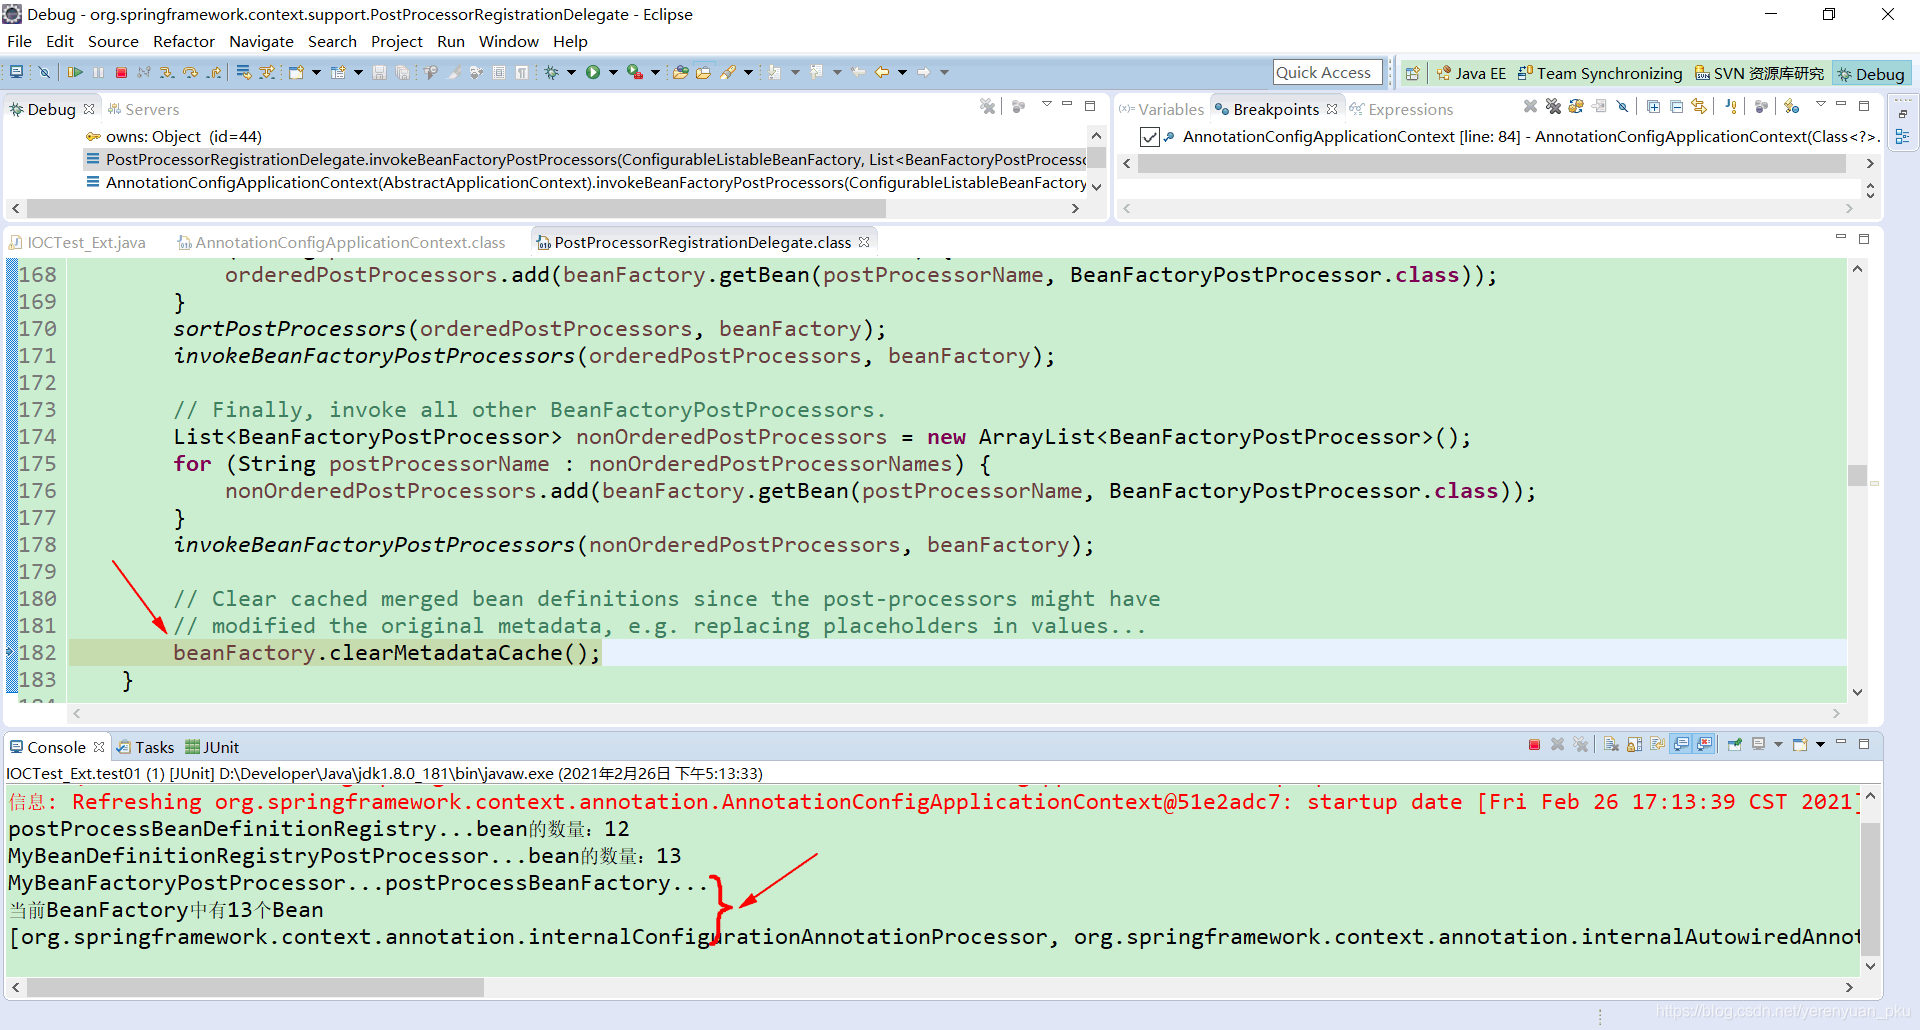 Debug - org.springframework.context.support.PostProcessorRegistrationDelegate - Eclipse
File Edit Source Refactor Navigate Search Project Run Window Help
Quick Access
Java EE
Team Synchronizing
SVN 资源库研究
Debug
Debug
Servers
owns: Object (id=44)
PostProcessorRegistrationDelegate.invokeBeanFactoryPostProcessors(ConfigurableListableBeanFactory, List<BeanFactoryPostProcesso
AnnotationConfigApplicationContext(AbstractApplicationContext).invokeBeanFactoryPostProcessors(ConfigurableListableBeanFactory
(x)= Variables
Breakpoints
Expressions
AnnotationConfigApplicationContext [line: 84] - AnnotationConfigApplicationContext(Class<?>.
IOCTest_Ext.java
AnnotationConfigApplicationContext.class
PostProcessorRegistrationDelegate.class
168 orderedPostProcessors.add(beanFactory.getBean(postProcessorName, BeanFactoryPostProcessor.class));
169 }
170 sortPostProcessors(orderedPostProcessors, beanFactory);
171 invokeBeanFactoryPostProcessors(orderedPostProcessors, beanFactory);
172
173 // Finally, invoke all other BeanFactoryPostProcessors.
174 List<BeanFactoryPostProcessor> nonOrderedPostProcessors = new ArrayList<BeanFactoryPostProcessor>();
175 for (String postProcessorName : nonOrderedPostProcessorNames) {
176 nonOrderedPostProcessors.add(beanFactory.getBean(postProcessorName, BeanFactoryPostProcessor.class));
177 }
178 invokeBeanFactoryPostProcessors(nonOrderedPostProcessors, beanFactory);
179
180 // Clear cached merged bean definitions since the post-processors might have
181 // modified the original metadata, e.g. replacing placeholders in values...
182 beanFactory.clearMetadataCache();
183 }
Console
Tasks
JUnit
IOCTest_Ext.test01 (1) [JUnit] D:\Developer\Java\jdk1.8.0_181\bin\javaw.exe (2021年2月26日 下午5:13:33)
信息: Refreshing org.springframework.context.annotation.AnnotationConfigApplicationContext@51e2adc7: startup date [Fri Feb 26 17:13:39 CST 2021]
postProcessBeanDefinitionRegistry...bean的数量：12
MyBeanDefinitionRegistryPostProcessor...bean的数量：13
MyBeanFactoryPostProcessor...postProcessBeanFactory...
当前BeanFactory中有13个Bean
[org.springframework.context.annotation.internalConfigurationAnnotationProcessor, org.springframework.context.annotation.internalAutowiredAnnot
https://blog.csdn.net/yerenyuan_pku